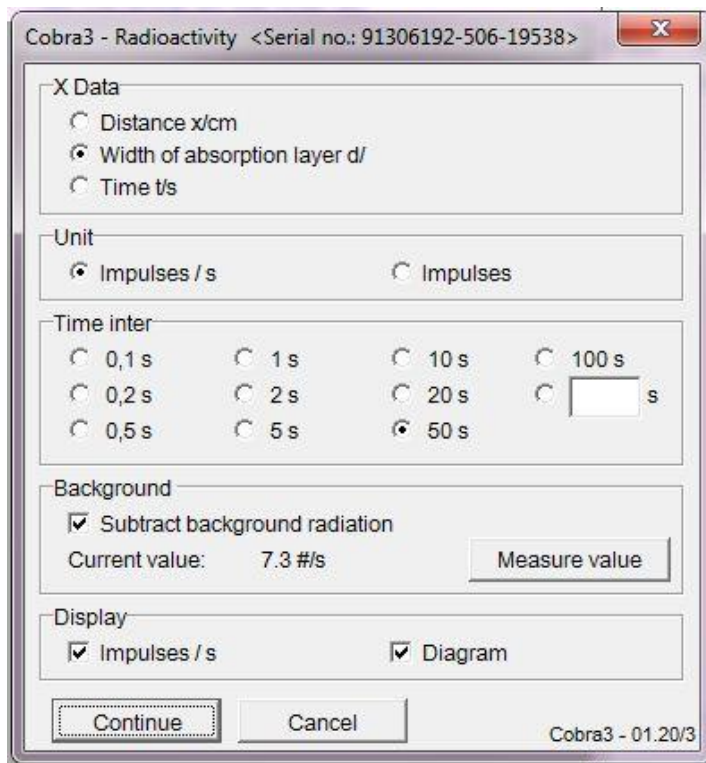 Cobra3 - Radioactivity <Serial no.: 91306192-506-19538>
X Data
Distance x/cm
Width of absorption layer d/
Time t/s
Unit
Impulses / s Impulses
Time inter
0,1 s 1 s 10 s 100 s
0,2 s 2 s 20 s s
0,5 s 5 s 50 s
Background
Subtract background radiation
Current value: 7.3 #/s Measure value
Display
Impulses / s Diagram
Continue Cancel Cobra3 - 01.20/3